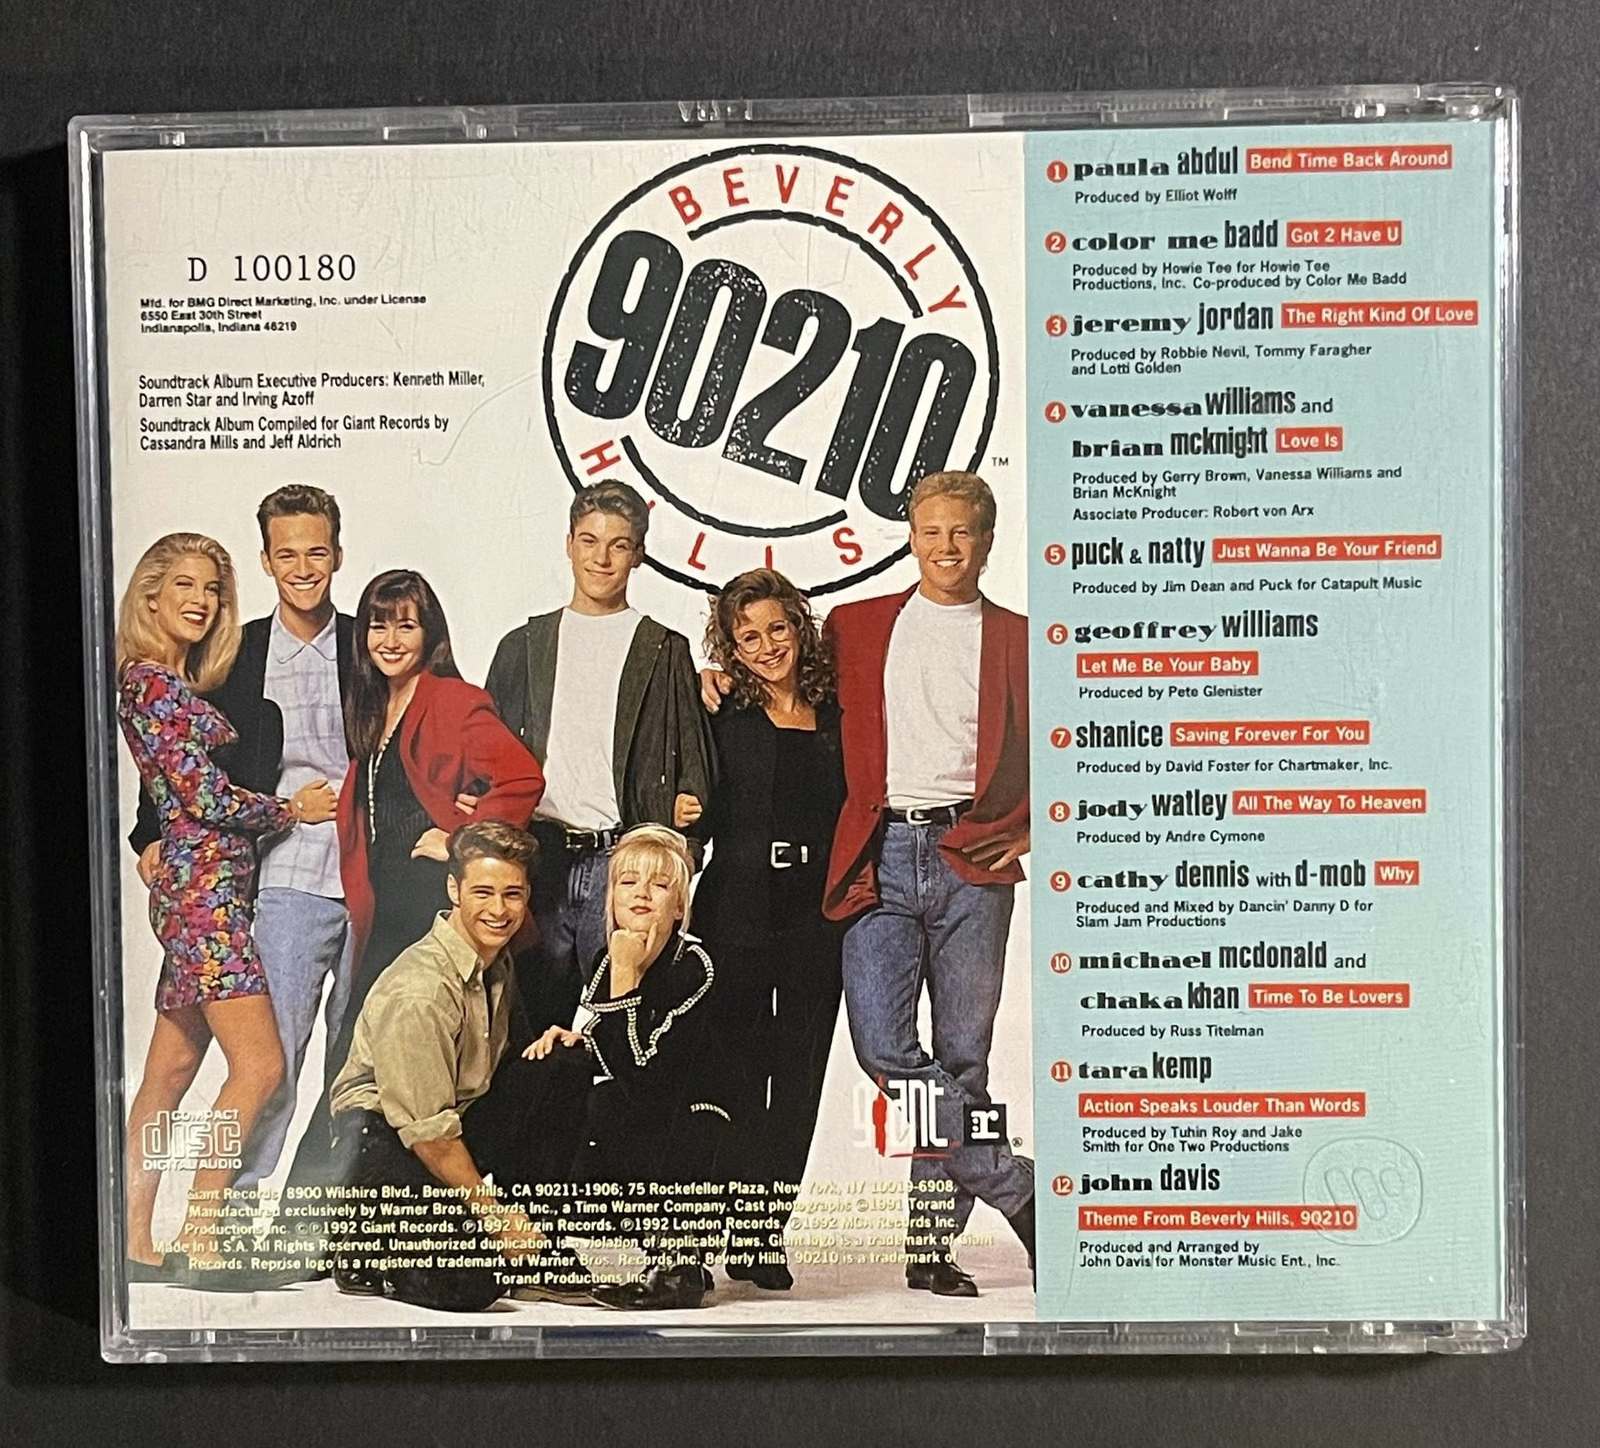 BEVERLY
90210
HILLS
TM
D 100180
Mfd. for BMG Direct Marketing, Inc. under License
6550 East 30th Street
Indianapolis, Indiana 46219
Soundtrack Album Executive Producers: Kenneth Miller,
Darren Star and Irving Azoff
Soundtrack Album Compiled for Giant Records by
Cassandra Mills and Jeff Aldrich
COMPACT
disc
DIGITAL AUDIO
giant
r
®
Giant Records, 8900 Wilshire Blvd., Beverly Hills, CA 90211-1906; 75 Rockefeller Plaza, New York, NY 10019-6908.
Manufactured exclusively by Warner Bros. Records Inc., a Time Warner Company. Cast photographs ©1991 Torand
Productions Inc. ©℗1992 Giant Records. ℗1992 Virgin Records. ℗1992 London Records. ℗1992 MCA Records Inc.
Made in U.S.A. All Rights Reserved. Unauthorized duplication is a violation of applicable laws. Giant logo is a trademark of Giant
Records. Reprise logo is a registered trademark of Warner Bros. Records Inc. Beverly Hills, 90210 is a trademark of
Torand Productions Inc.
1 paula abdul Bend Time Back Around
Produced by Elliot Wolff
2 color me badd Got 2 Have U
Produced by Howie Tee for Howie Tee
Productions, Inc. Co-produced by Color Me Badd
3 jeremy jordan The Right Kind Of Love
Produced by Robbie Nevil, Tommy Faragher
and Lotti Golden
4 vanessa williams and
brian mcknight Love Is
Produced by Gerry Brown, Vanessa Williams and
Brian McKnight
Associate Producer: Robert von Arx
5 puck & natty Just Wanna Be Your Friend
Produced by Jim Dean and Puck for Catapult Music
6 geoffrey williams
Let Me Be Your Baby
Produced by Pete Glenister
7 shanice Saving Forever For You
Produced by David Foster for Chartmaker, Inc.
8 jody watley All The Way To Heaven
Produced by Andre Cymone
9 cathy dennis with d-mob Why
Produced and Mixed by Dancin' Danny D for
Slam Jam Productions
10 michael mcdonald and
chaka khan Time To Be Lovers
Produced by Russ Titelman
11 tara kemp
Action Speaks Louder Than Words
Produced by Tuhin Roy and Jake
Smith for One Two Productions
12 john davis
Theme From Beverly Hills, 90210
Produced and Arranged by
John Davis for Monster Music Ent., Inc.